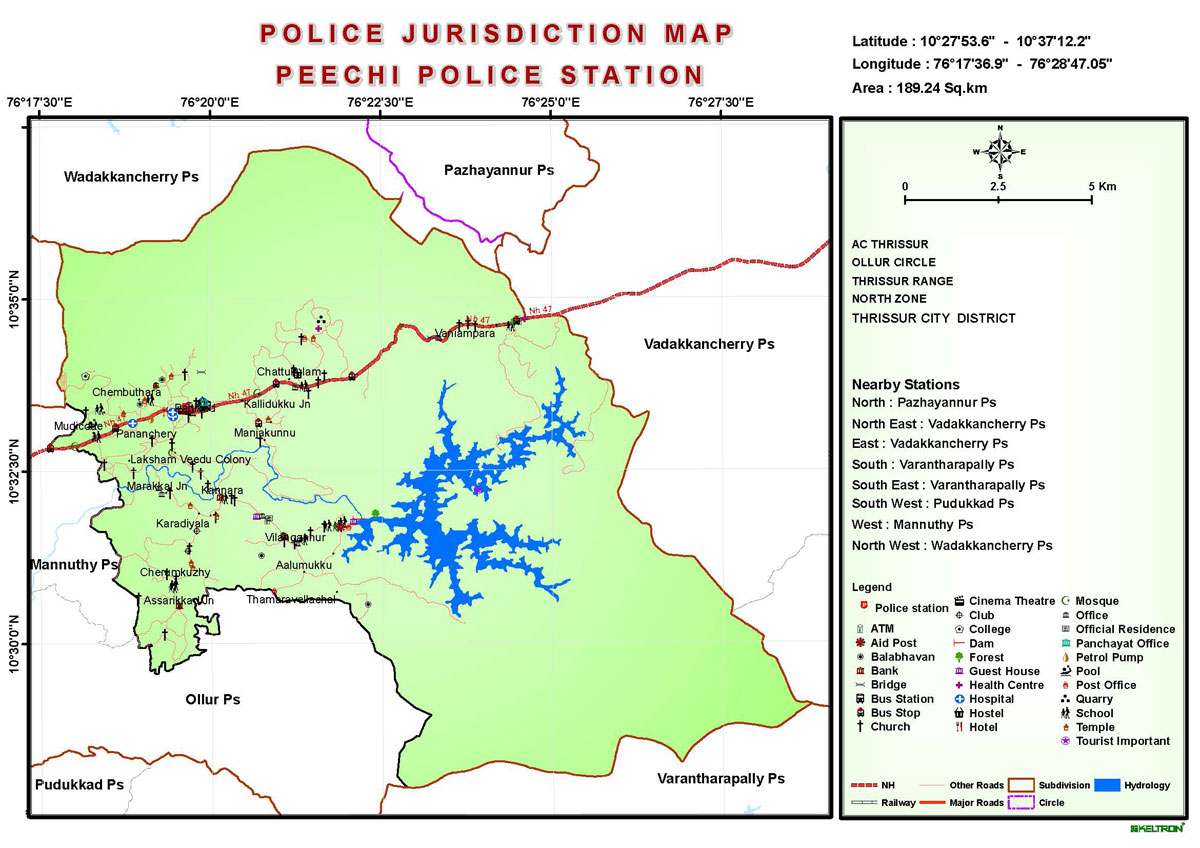 POLICE JURISDICTION MAP
PEECHI POLICE STATION
Latitude : 10°27'53.6" - 10°37'12.2"
Longitude : 76°17'36.9" - 76°28'47.05"
Area : 189.24 Sq.km
76°17'30"E
76°20'0"E
76°22'30"E
76°25'0"E
76°27'30"E
10°35'0"N
10°32'30"N
10°30'0"N
Wadakkancherry Ps
Pazhayannur Ps
Vadakkancherry Ps
Nh 47
Nh 47
Vaniampara
Chattukulam
Chembuthara
Nh 47
Kallidukku Jn
Mudicode
Nh 47
Pananchery
Manjakunnu
Laksham Veedu Colony
Marakkal Jn
Kannara
Karadiyala
Vilangannur
Mannuthy Ps
Cherumkuzhy
Aalumukku
Assarikkad Jn
Thamaravellachal
Ollur Ps
Pudukkad Ps
Varantharapally Ps
N
W
E
S
0
2.5
5 Km
AC THRISSUR
OLLUR CIRCLE
THRISSUR RANGE
NORTH ZONE
THRISSUR CITY DISTRICT
Nearby Stations
North : Pazhayannur Ps
North East : Vadakkancherry Ps
East : Vadakkancherry Ps
South : Varantharapally Ps
South East : Varantharapally Ps
South West : Pudukkad Ps
West : Mannuthy Ps
North West : Wadakkancherry Ps
Legend
Police station
ATM
Aid Post
Balabhavan
Bank
Bridge
Bus Station
Bus Stop
Church
Cinema Theatre
Club
College
Dam
Forest
Guest House
Health Centre
Hospital
Hostel
Hotel
Mosque
Office
Official Residence
Panchayat Office
Petrol Pump
Pool
Post Office
Quarry
School
Temple
Tourist Important
NH
Other Roads
Subdivision
Hydrology
Railway
Major Roads
Circle
KELTRON